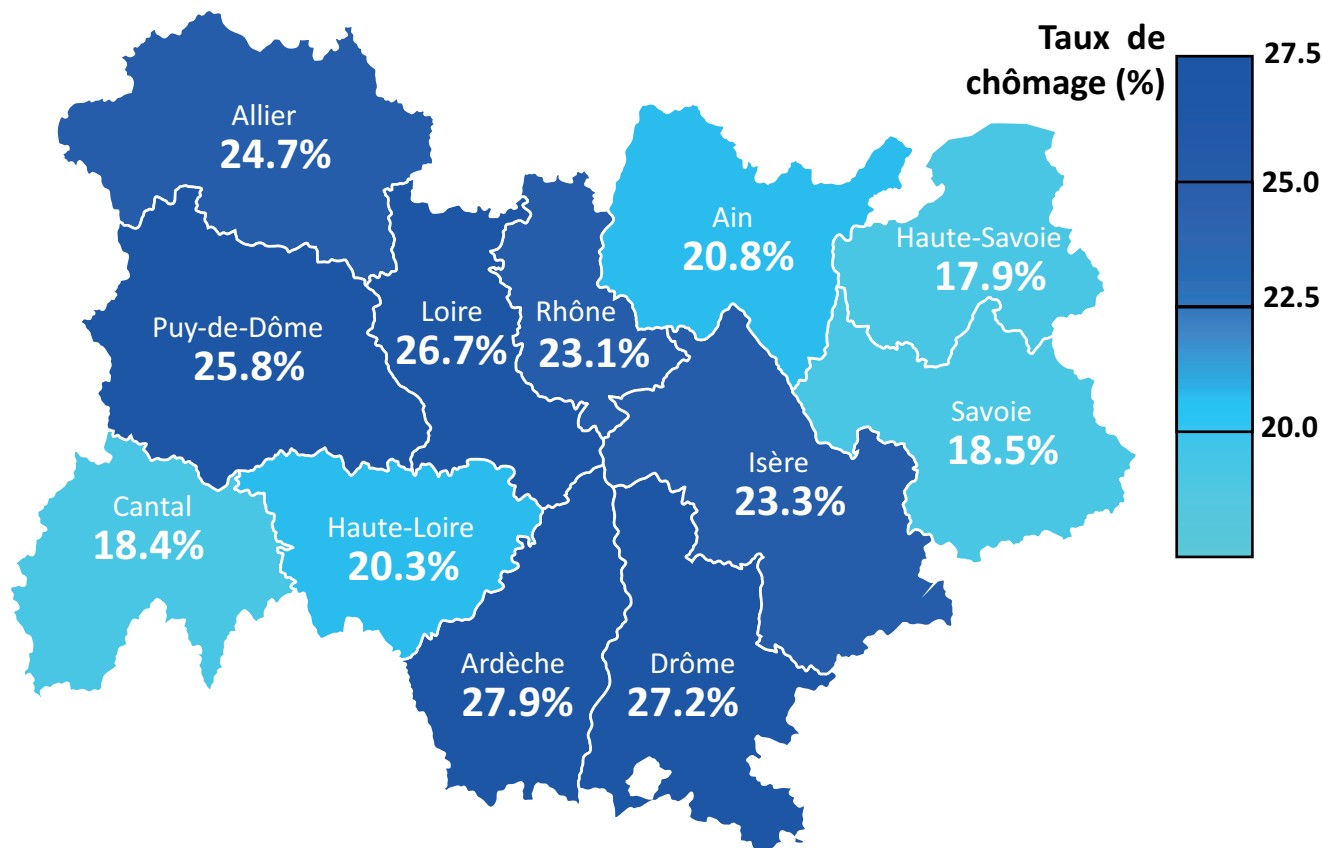 Taux de
chômage (%)
27.5
25.0
22.5
20.0
Allier
24.7%
Puy-de-Dôme
25.8%
Loire
26.7%
Rhône
23.1%
Ain
20.8%
Haute-Savoie
17.9%
Savoie
18.5%
Isère
23.3%
Cantal
18.4%
Haute-Loire
20.3%
Ardèche
27.9%
Drôme
27.2%